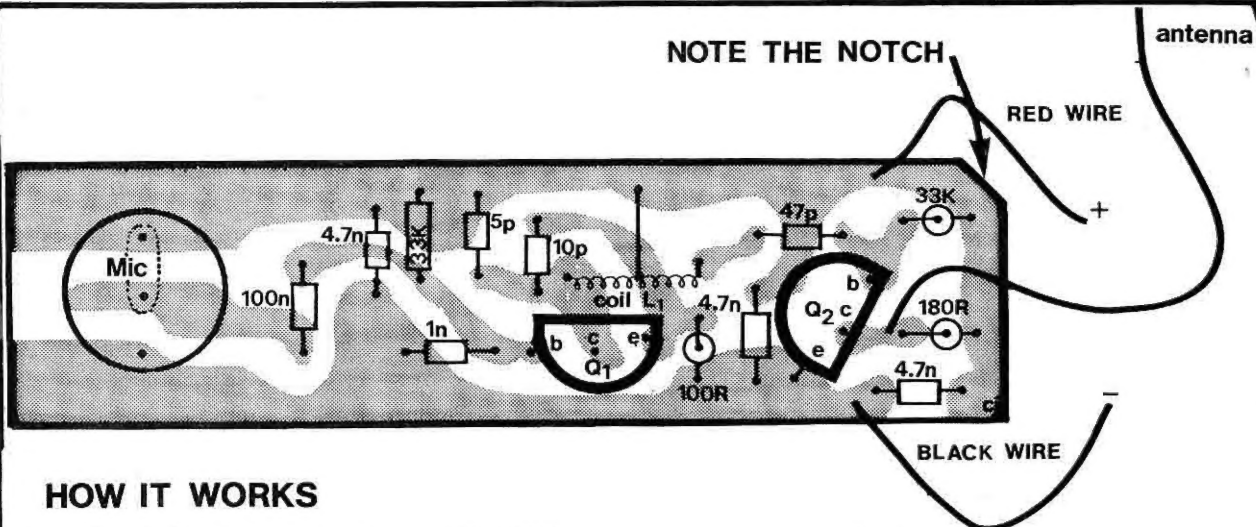 antenna
NOTE THE NOTCH
RED WIRE
+
33K
47p
5p
4.7n
33K
10p
Mic
b
100n
coil L1
4.7n
Q2 c
180R
1n
b c e
e
Q1
4.7n
100R
c
−
BLACK WIRE
HOW IT WORKS